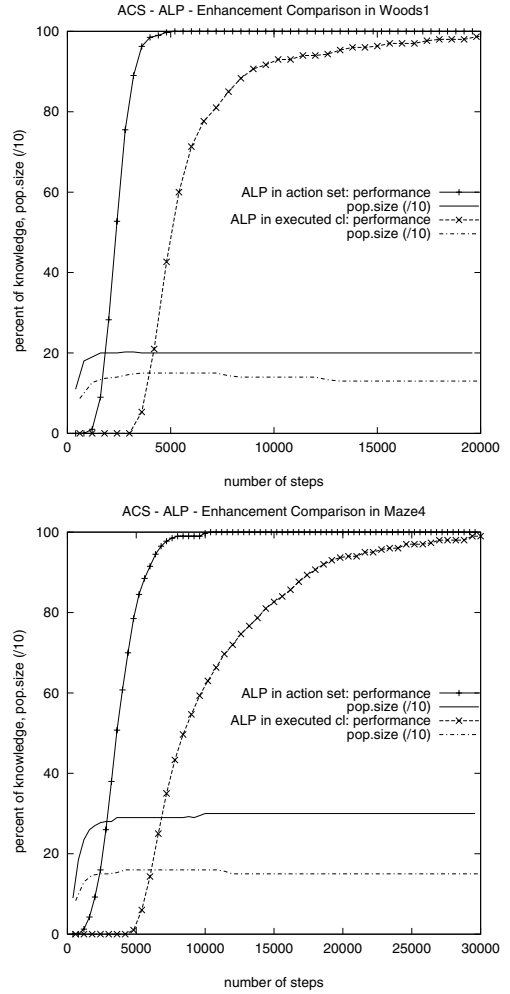 ACS - ALP - Enhancement Comparison in Woods1
100
80
60
40
20
0
percent of knowledge, pop.size (/10)
ALP in action set: performance
pop.size (/10)
ALP in executed cl: performance
pop.size (/10)
0 5000 10000 15000 20000
number of steps
ACS - ALP - Enhancement Comparison in Maze4
100
80
60
40
20
0
percent of knowledge, pop.size (/10)
ALP in action set: performance
pop.size (/10)
ALP in executed cl: performance
pop.size (/10)
0 5000 10000 15000 20000 25000 30000
number of steps